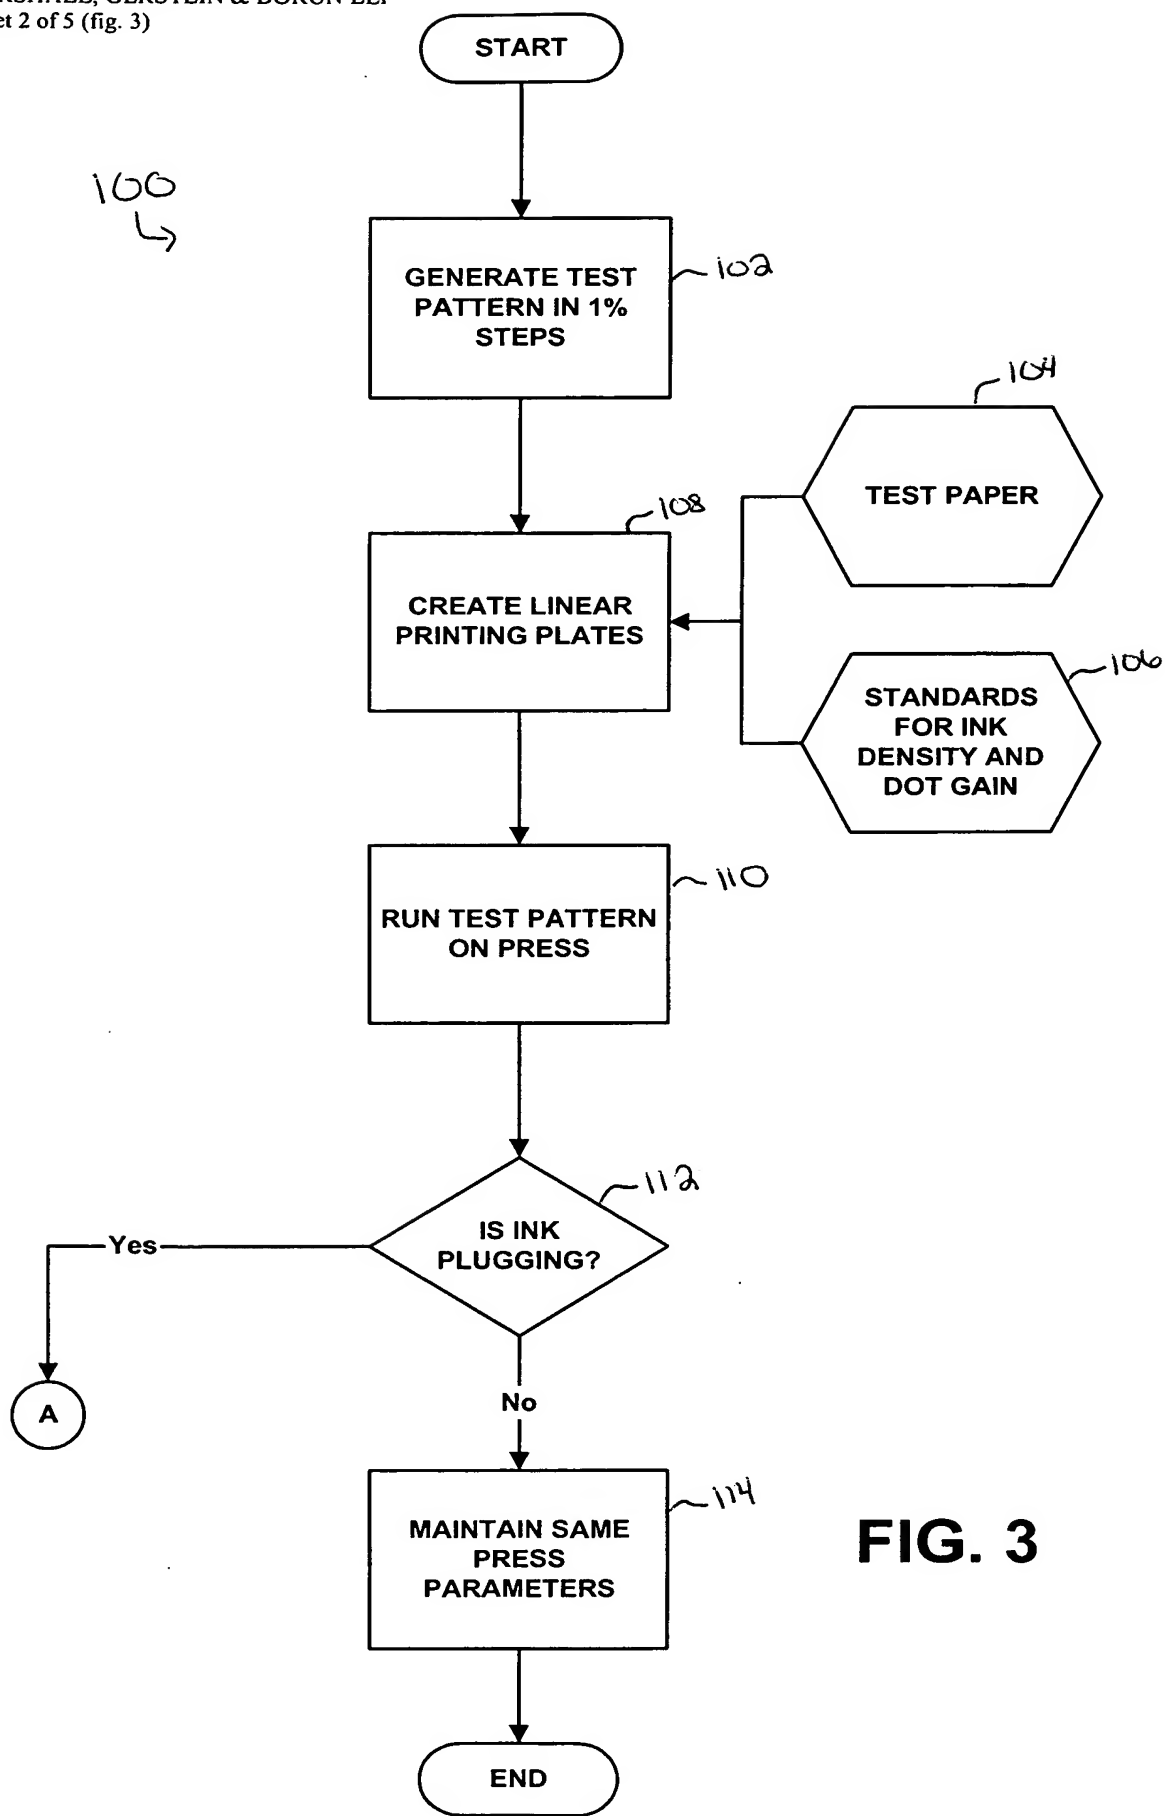 et 2 of 5 (fig. 3)
START
100
GENERATE TEST
PATTERN IN 1%
STEPS
102
104
TEST PAPER
108
CREATE LINEAR
PRINTING PLATES
106
STANDARDS
FOR INK
DENSITY AND
DOT GAIN
110
RUN TEST PATTERN
ON PRESS
112
IS INK
PLUGGING?
Yes
A
No
114
MAINTAIN SAME
PRESS
PARAMETERS
FIG. 3
END